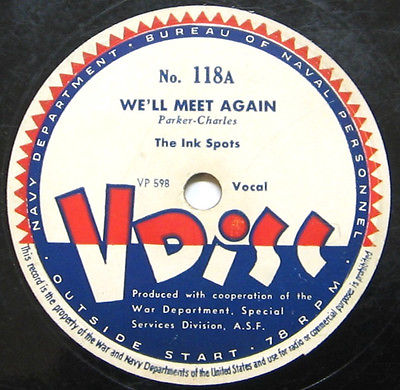 NAVY DEPARTMENT · BUREAU OF NAVAL PERSONNEL
No. 118A
WE'LL MEET AGAIN
Parker-Charles
The Ink Spots
VP 598
Vocal
VDISC
Produced with cooperation of the
War Department, Special
Services Division, A.S.F.
· OUTSIDE START · 78 RPM ·
This record is the property of the War and Navy Departments of the United States and use for radio or commercial purposes is prohibited